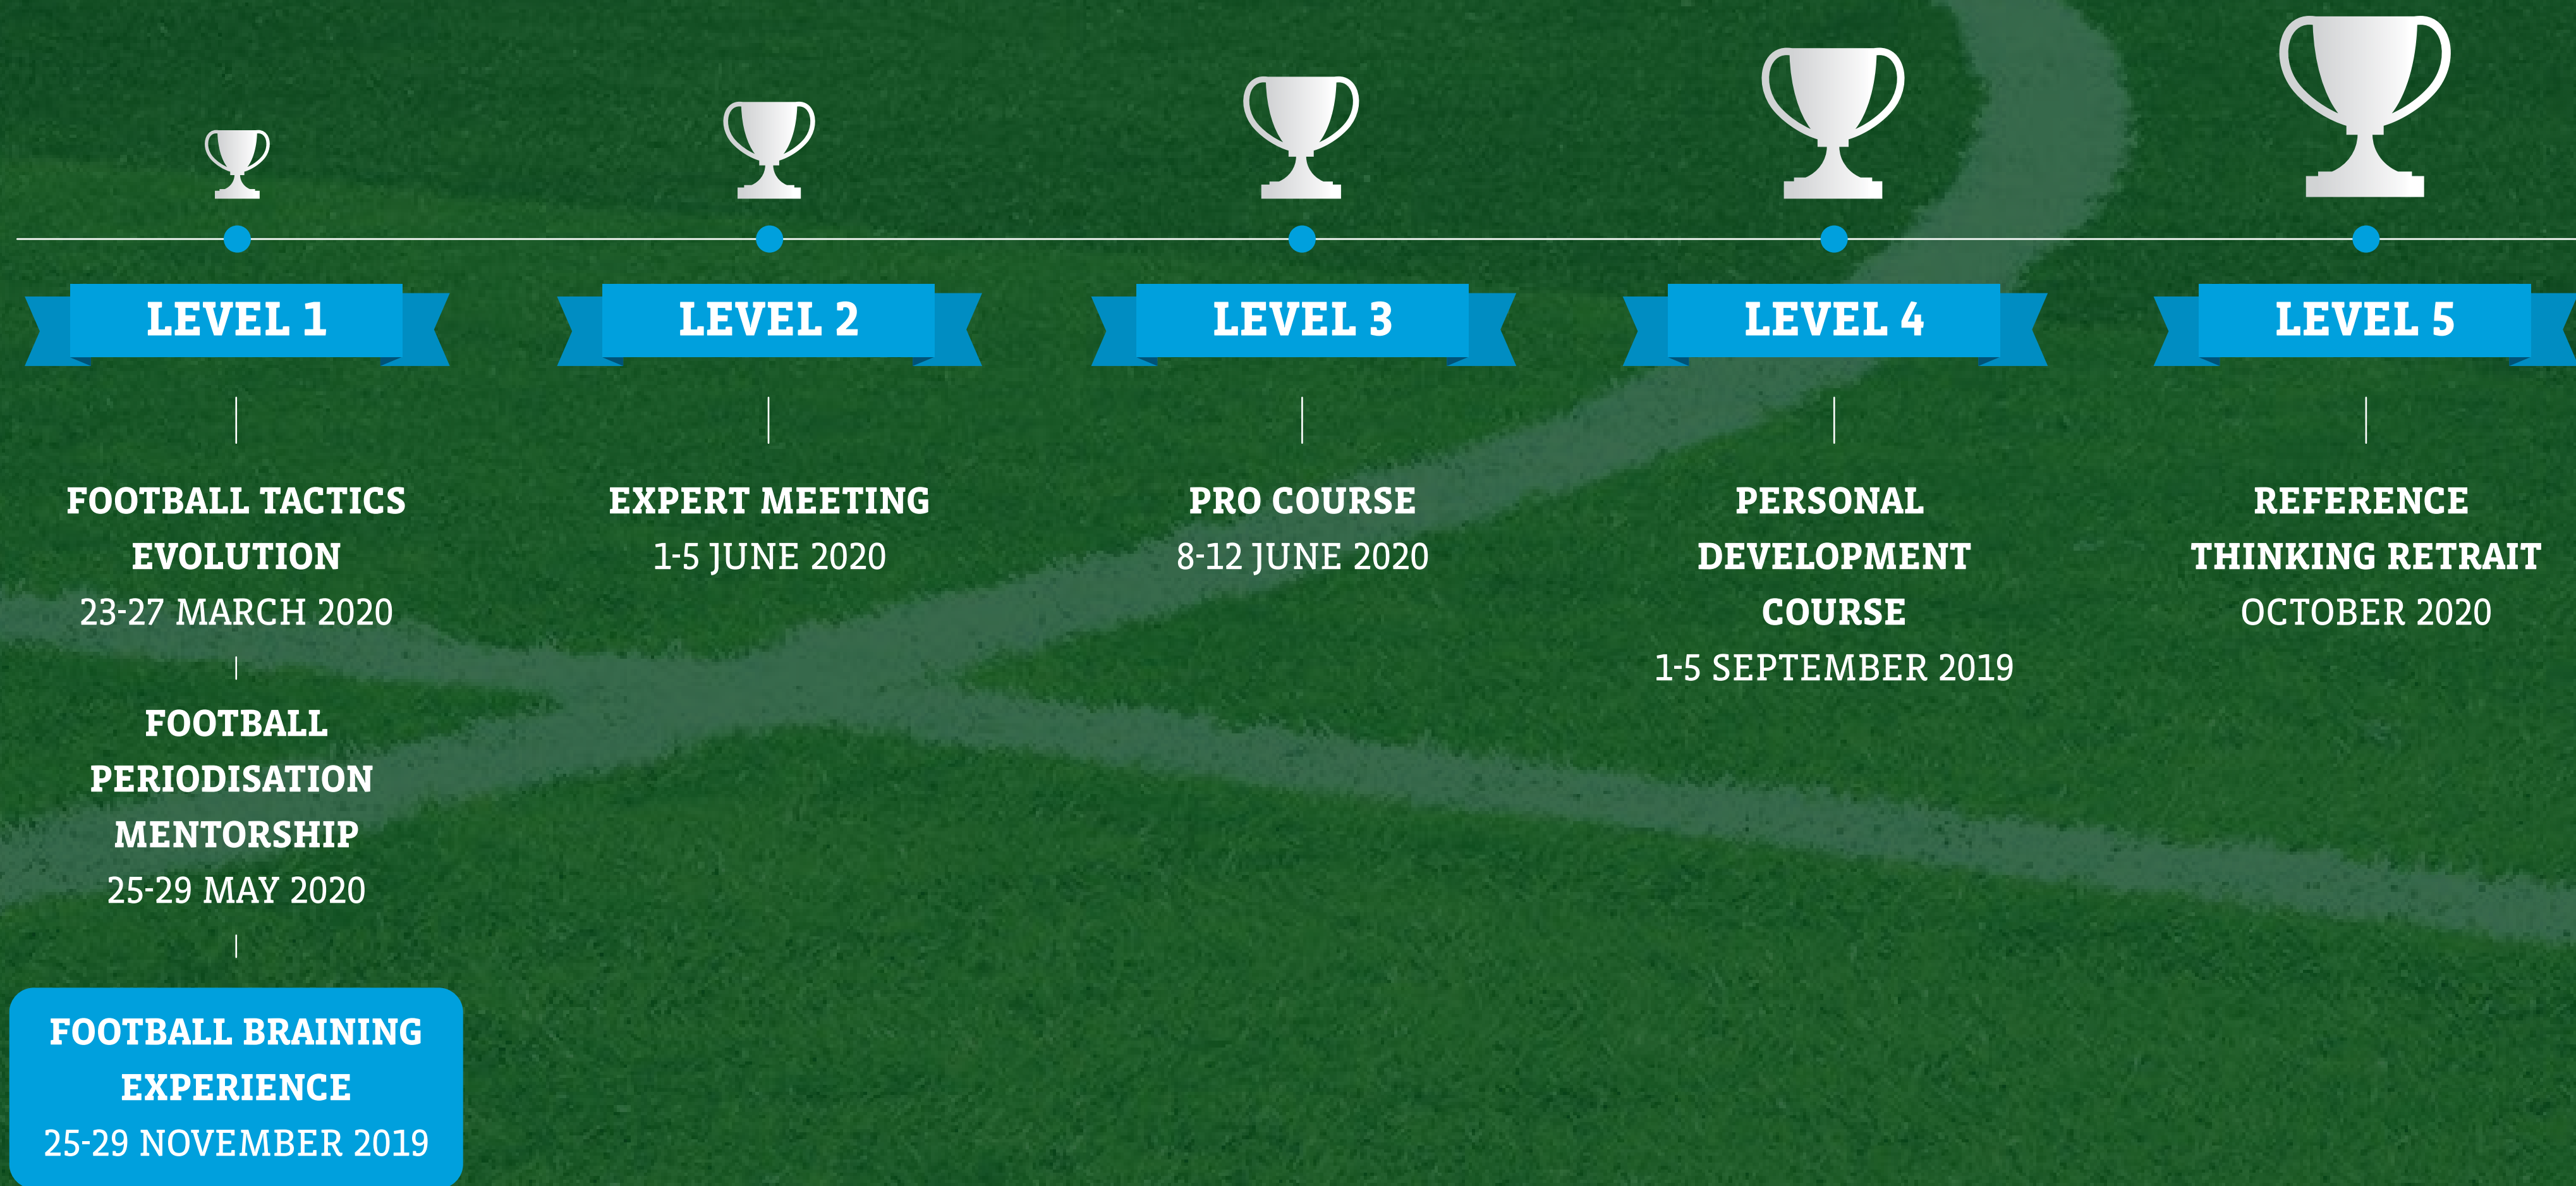 LEVEL 1
FOOTBALL TACTICS
EVOLUTION
23-27 MARCH 2020
FOOTBALL
PERIODISATION
MENTORSHIP
25-29 MAY 2020
FOOTBALL BRAINING
EXPERIENCE
25-29 NOVEMBER 2019
LEVEL 2
EXPERT MEETING
1-5 JUNE 2020
LEVEL 3
PRO COURSE
8-12 JUNE 2020
LEVEL 4
PERSONAL
DEVELOPMENT
COURSE
1-5 SEPTEMBER 2019
LEVEL 5
REFERENCE
THINKING RETRAIT
OCTOBER 2020